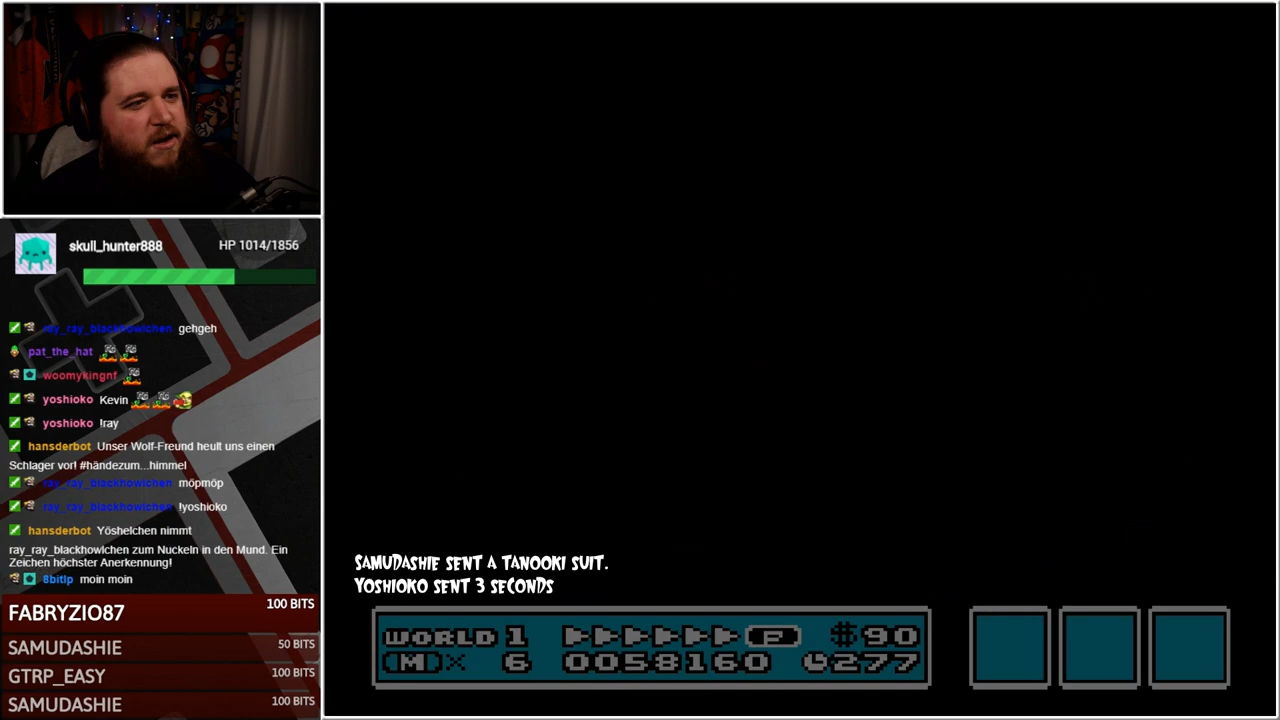 skull_hunter888 HP 1014/1856
ray_ray_blackhowlchen gehgeh
pat_the_hat
woomykingnf
yoshioko Kevin
yoshioko !ray
hansderbot Unser Wolf-Freund heult uns einen
Schlager vor! #händezum...himmel
ray_ray_blackhowlchen möpmöp
ray_ray_blackhowlchen !yoshioko
hansderbot Yöshelchen nimmt
ray_ray_blackhowlchen zum Nuckeln in den Mund. Ein
Zeichen höchster Anerkennung!
8bitlp moin moin
FABRYZIO87 100 BITS
SAMUDASHIE 50 BITS
GTRP_EASY 100 BITS
SAMUDASHIE 100 BITS
SAMUDASHIE SENT A TANOOKI SUIT.
YOSHIOKO SENT 3 SECONDS
WORLD 1 P #90
(M)× 6 0058160 277